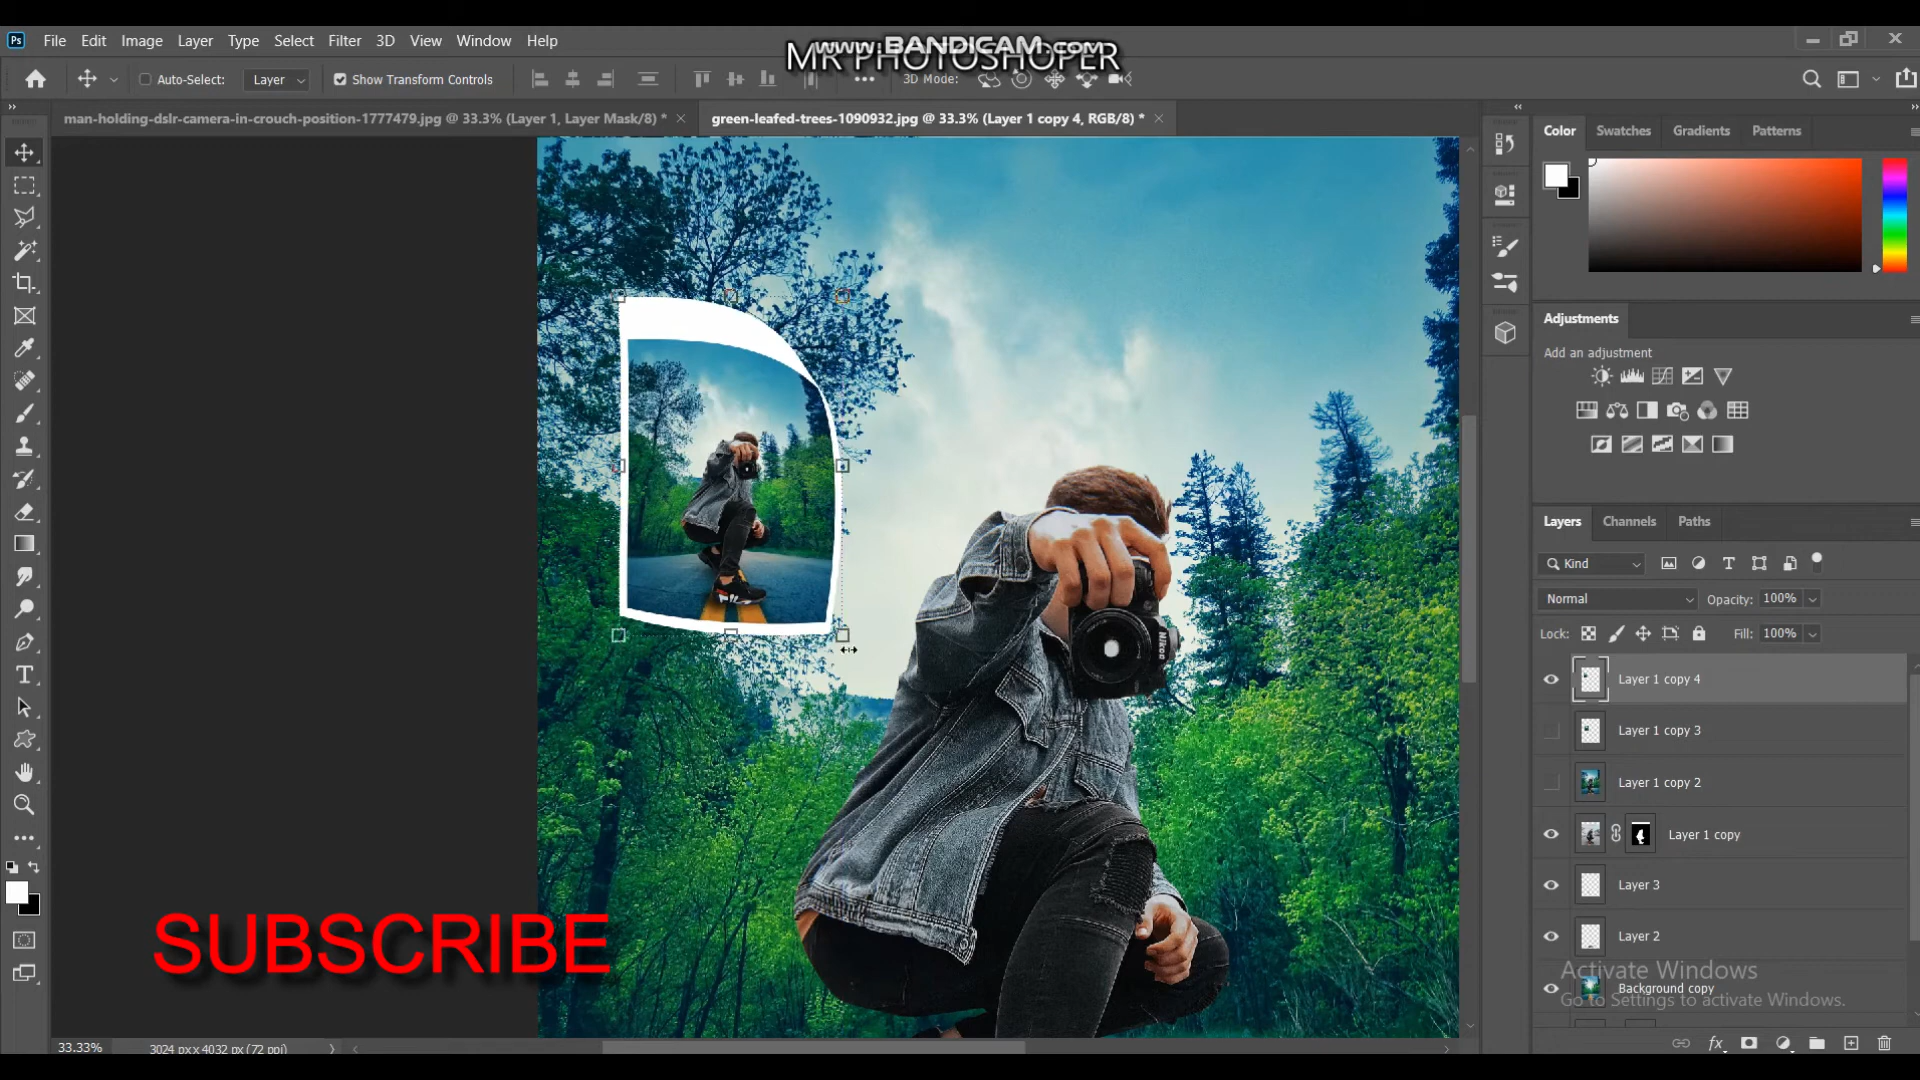 Ps File Edit Image Layer Type Select Filter 3D View Window Help
www.BANDICAM.com
MR PHOTOSHOPER
Auto-Select: Layer Show Transform Controls 3D Mode:
man-holding-dslr-camera-in-crouch-position-1777479.jpg @ 33.3% (Layer 1, Layer Mask/8) * green-leafed-trees-1090932.jpg @ 33.3% (Layer 1 copy 4, RGB/8) *
Color Swatches Gradients Patterns
Adjustments
Add an adjustment
Layers Channels Paths
Kind
Normal Opacity: 100%
Lock: Fill: 100%
Layer 1 copy 4
Layer 1 copy 3
Layer 1 copy 2
Layer 1 copy
Layer 3
Layer 2
Background copy
Nikon
SUBSCRIBE
Activate Windows
Go to Settings to activate Windows.
33.33% 3024 px x 4032 px (72 ppi)
fx